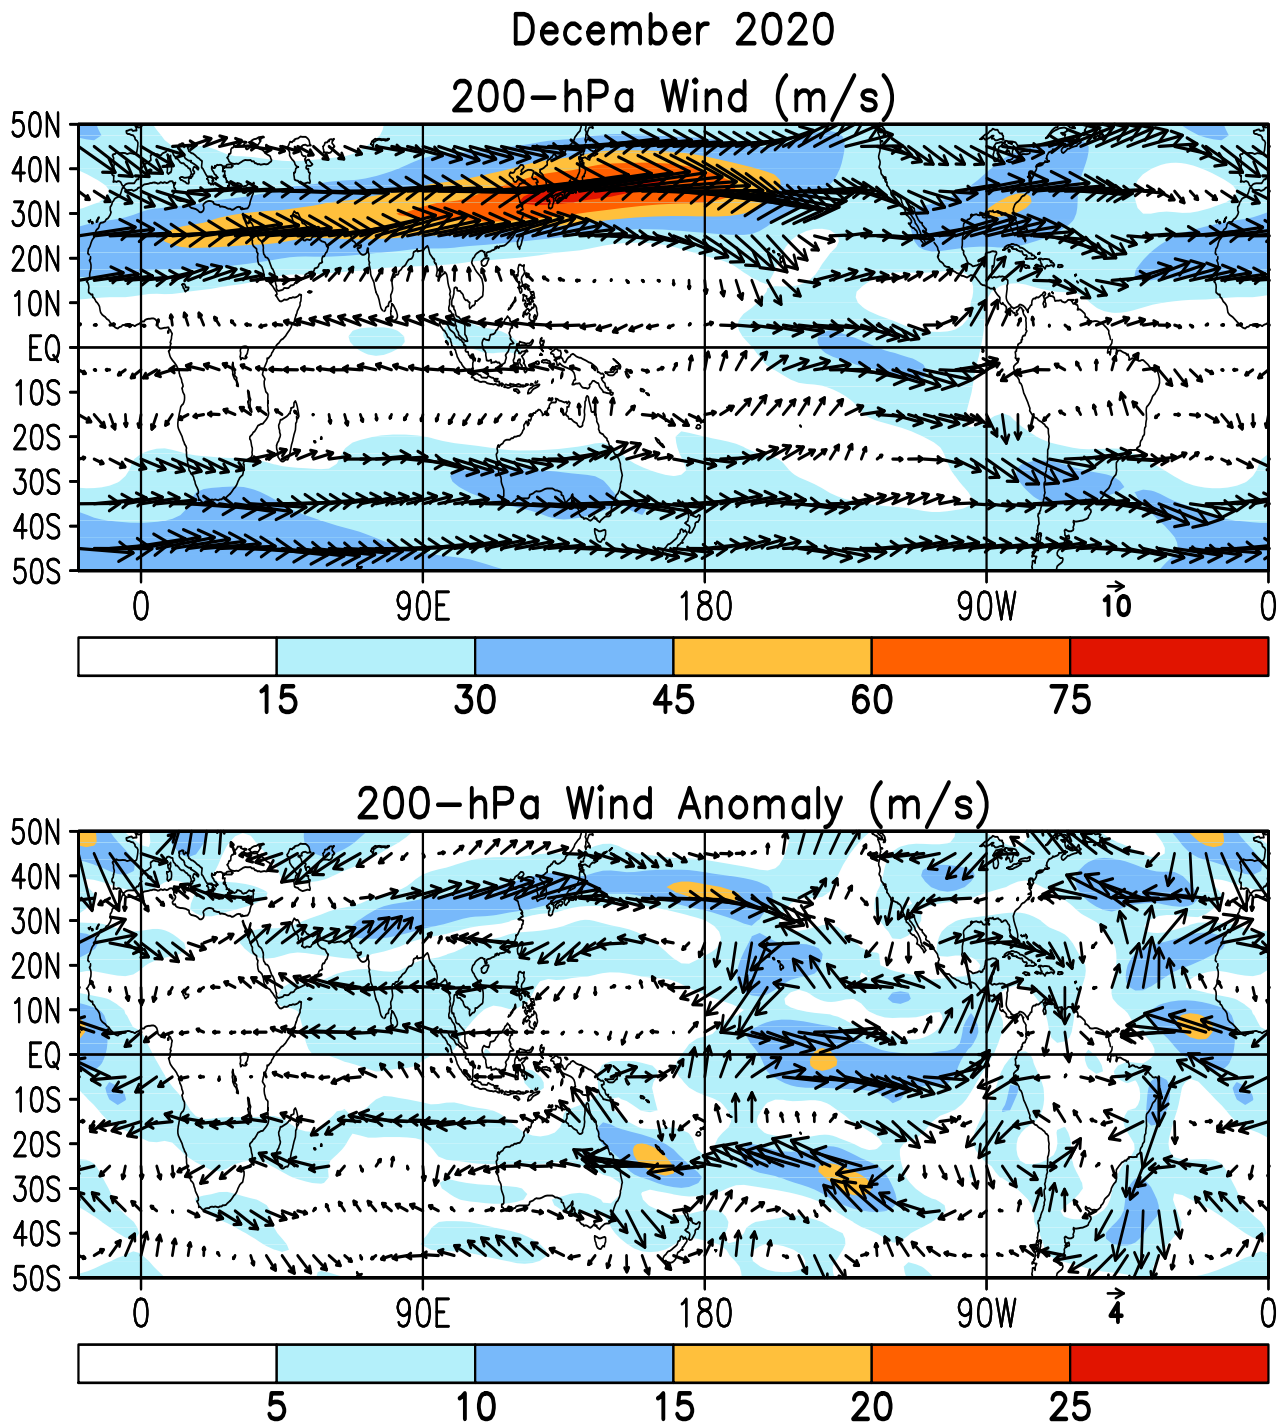 December 2020
200-hPa Wind (m/s)
50N
40N
30N
20N
10N
EQ
10S
20S
30S
40S
50S
0 90E 180 90W 10 0
15 30 45 60 75
200-hPa Wind Anomaly (m/s)
50N
40N
30N
20N
10N
EQ
10S
20S
30S
40S
50S
0 90E 180 90W 4 0
5 10 15 20 25